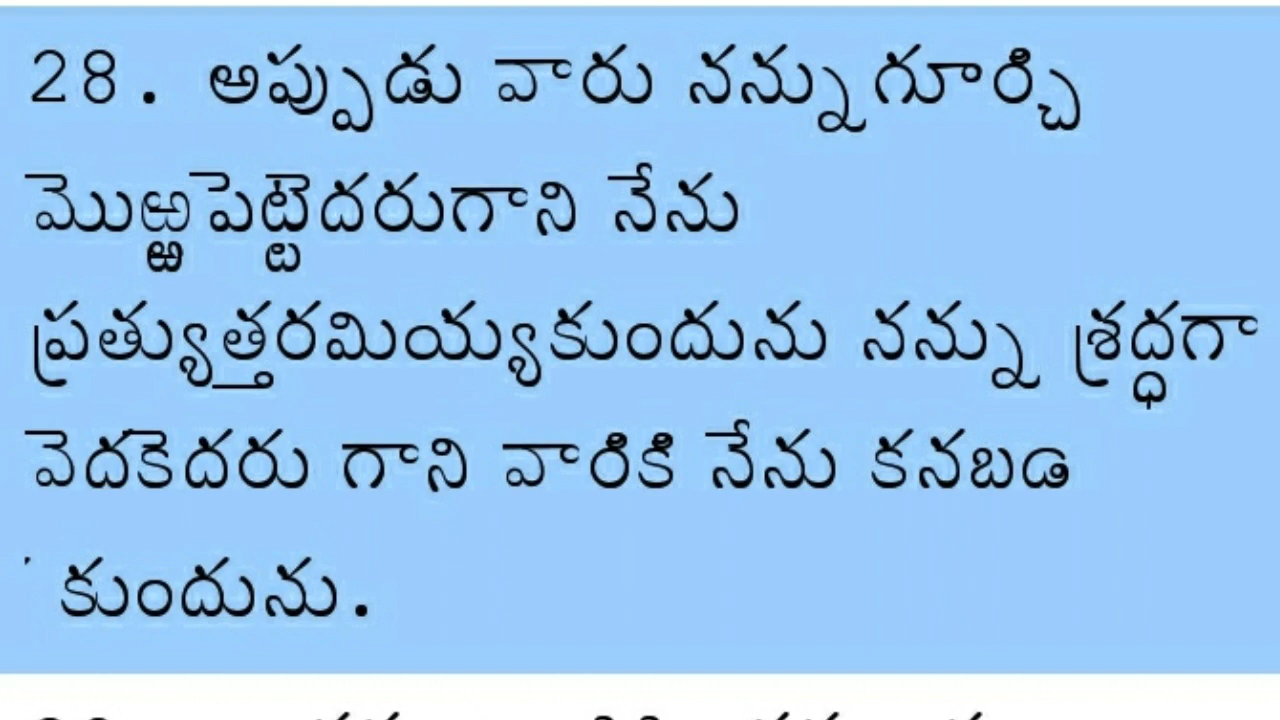 28. అప్పుడు వారు నన్నుగూర్చి
మొఱ్ఱపెట్టెదరుగాని నేను
ప్రత్యుత్తరమియ్యకుందును నన్ను శ్రద్ధగా
వెదకెదరు గాని వారికి నేను కనబడ
కుందును.